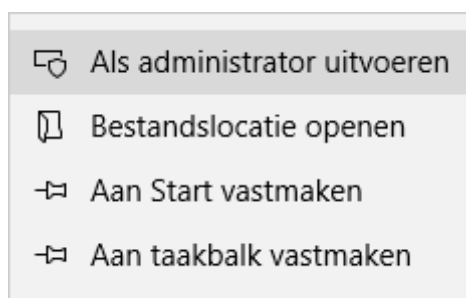 Als administrator uitvoeren
Bestandslocatie openen
Aan Start vastmaken
Aan taakbalk vastmaken